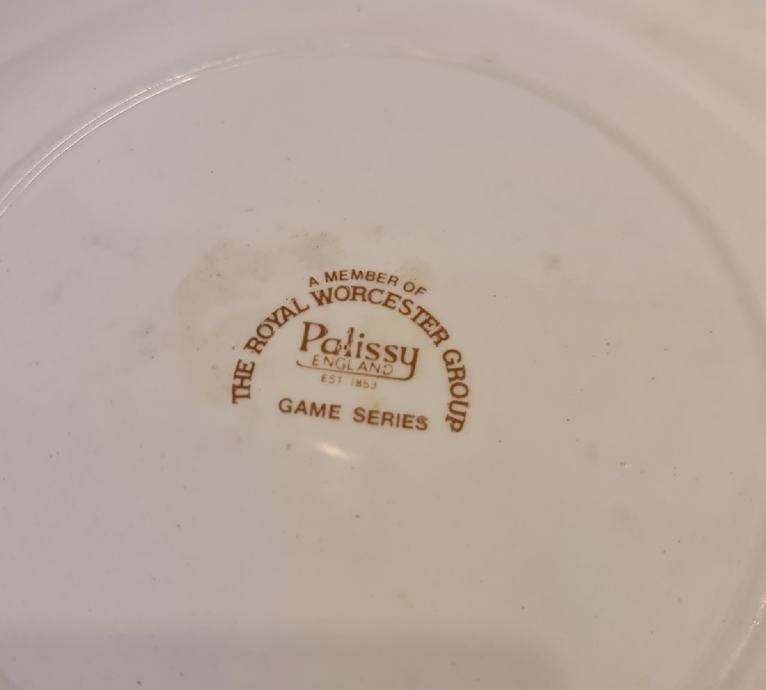 A MEMBER OF
THE ROYAL WORCESTER GROUP
Palissy
ENGLAND
EST 1853
GAME SERIES